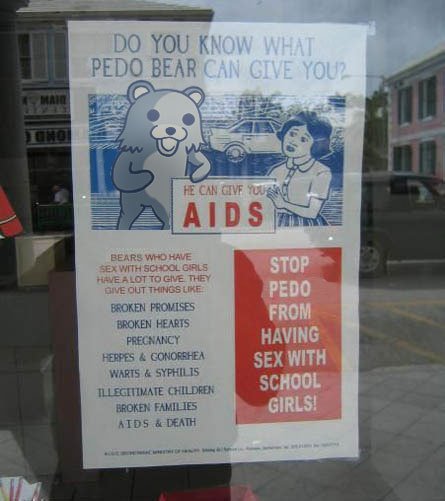 DO YOU KNOW WHAT
PEDO BEAR CAN GIVE YOU?
HE CAN GIVE YOU
AIDS
BEARS WHO HAVE
SEX WITH SCHOOL GIRLS
HAVE A LOT TO GIVE. THEY
GIVE OUT THINGS LIKE:
BROKEN PROMISES
BROKEN HEARTS
PREGNANCY
HERPES & GONORRHEA
WARTS & SYPHILIS
ILLEGITIMATE CHILDREN
BROKEN FAMILIES
AIDS & DEATH
STOP
PEDO
FROM
HAVING
SEX WITH
SCHOOL
GIRLS!
MAID